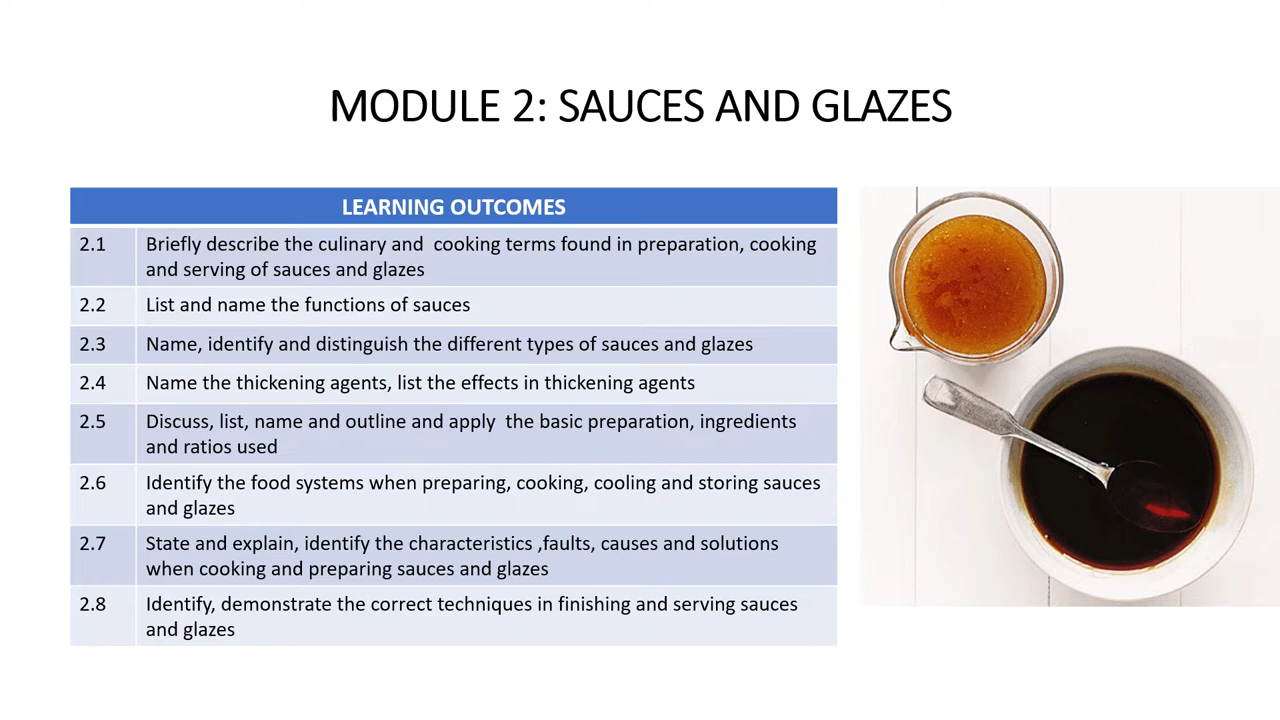 MODULE 2: SAUCES AND GLAZES
LEARNING OUTCOMES
2.1 Briefly describe the culinary and  cooking terms found in preparation, cooking
and serving of sauces and glazes
2.2 List and name the functions of sauces
2.3 Name, identify and distinguish the different types of sauces and glazes
2.4 Name the thickening agents, list the effects in thickening agents
2.5 Discuss, list, name and outline and apply  the basic preparation, ingredients
and ratios used
2.6 Identify the food systems when preparing, cooking, cooling and storing sauces
and glazes
2.7 State and explain, identify the characteristics ,faults, causes and solutions
when cooking and preparing sauces and glazes
2.8 Identify, demonstrate the correct techniques in finishing and serving sauces
and glazes